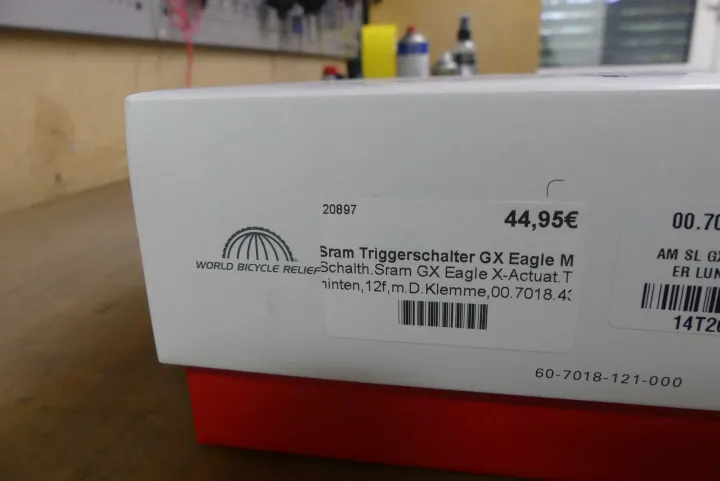 20897
44,95€
Sram Triggerschalter GX Eagle M
Schalth.Sram GX Eagle X-Actuat.T
hinten,12f,m.D.Klemme,00.7018.43
WORLD BICYCLE RELIEF
00.70
AM SL GX
ER LUN
14T20
60-7018-121-000